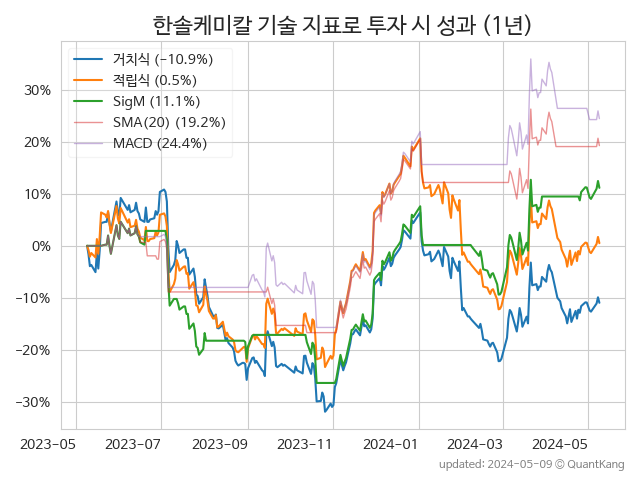 한솔케미칼 기술 지표로 투자 시 성과 (1년)
거치식 (-10.9%)
적립식 (0.5%)
SigM (11.1%)
SMA(20) (19.2%)
MACD (24.4%)
30%
20%
10%
0%
-10%
-20%
-30%
2023-05 2023-07 2023-09 2023-11 2024-01 2024-03 2024-05
updated: 2024-05-09 © QuantKang